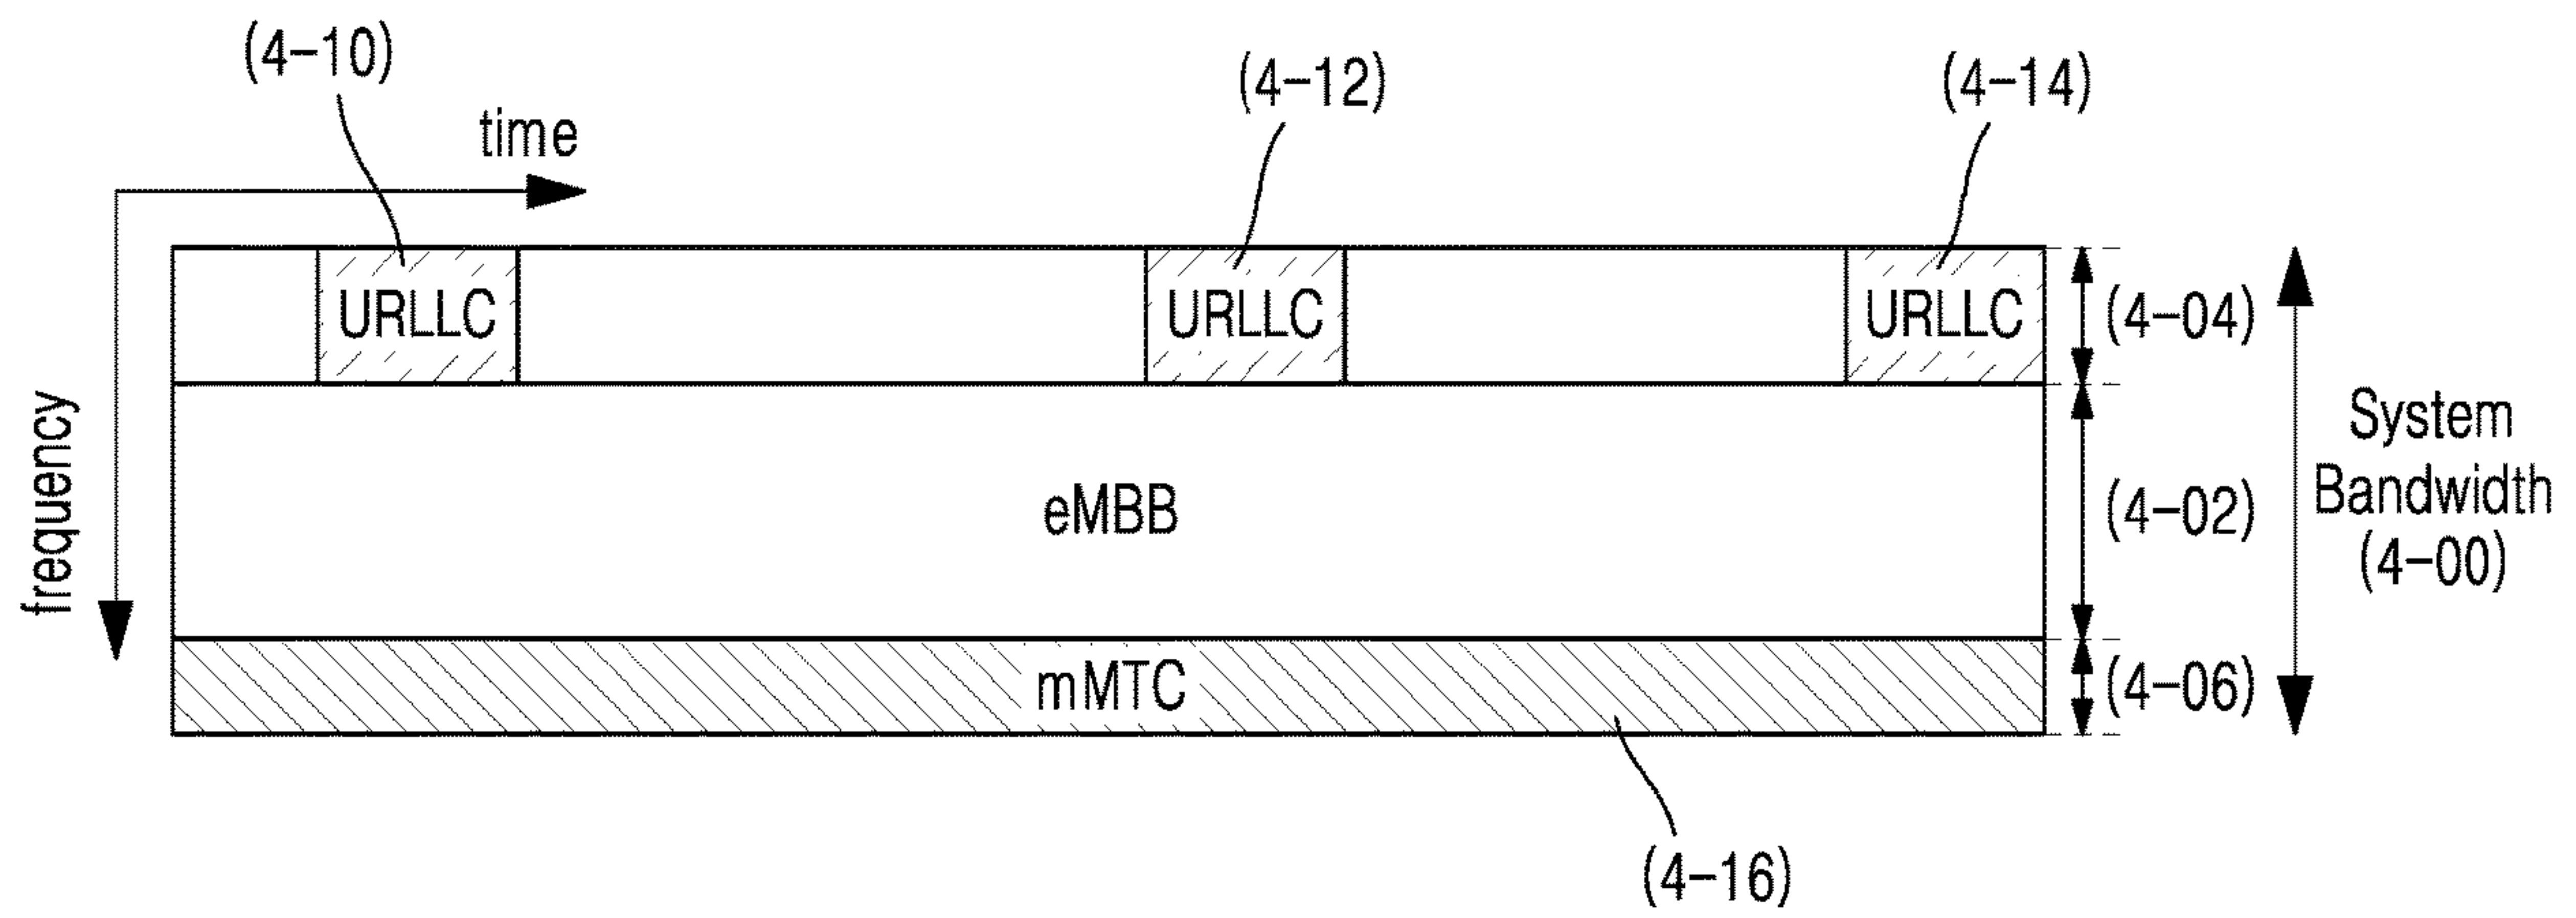 (4-10)
(4-12)
(4-14)
time
URLLC
URLLC
URLLC
(4-04)
frequency
System
Bandwidth
(4-00)
eMBB
(4-02)
mMTC
(4-06)
(4-16)